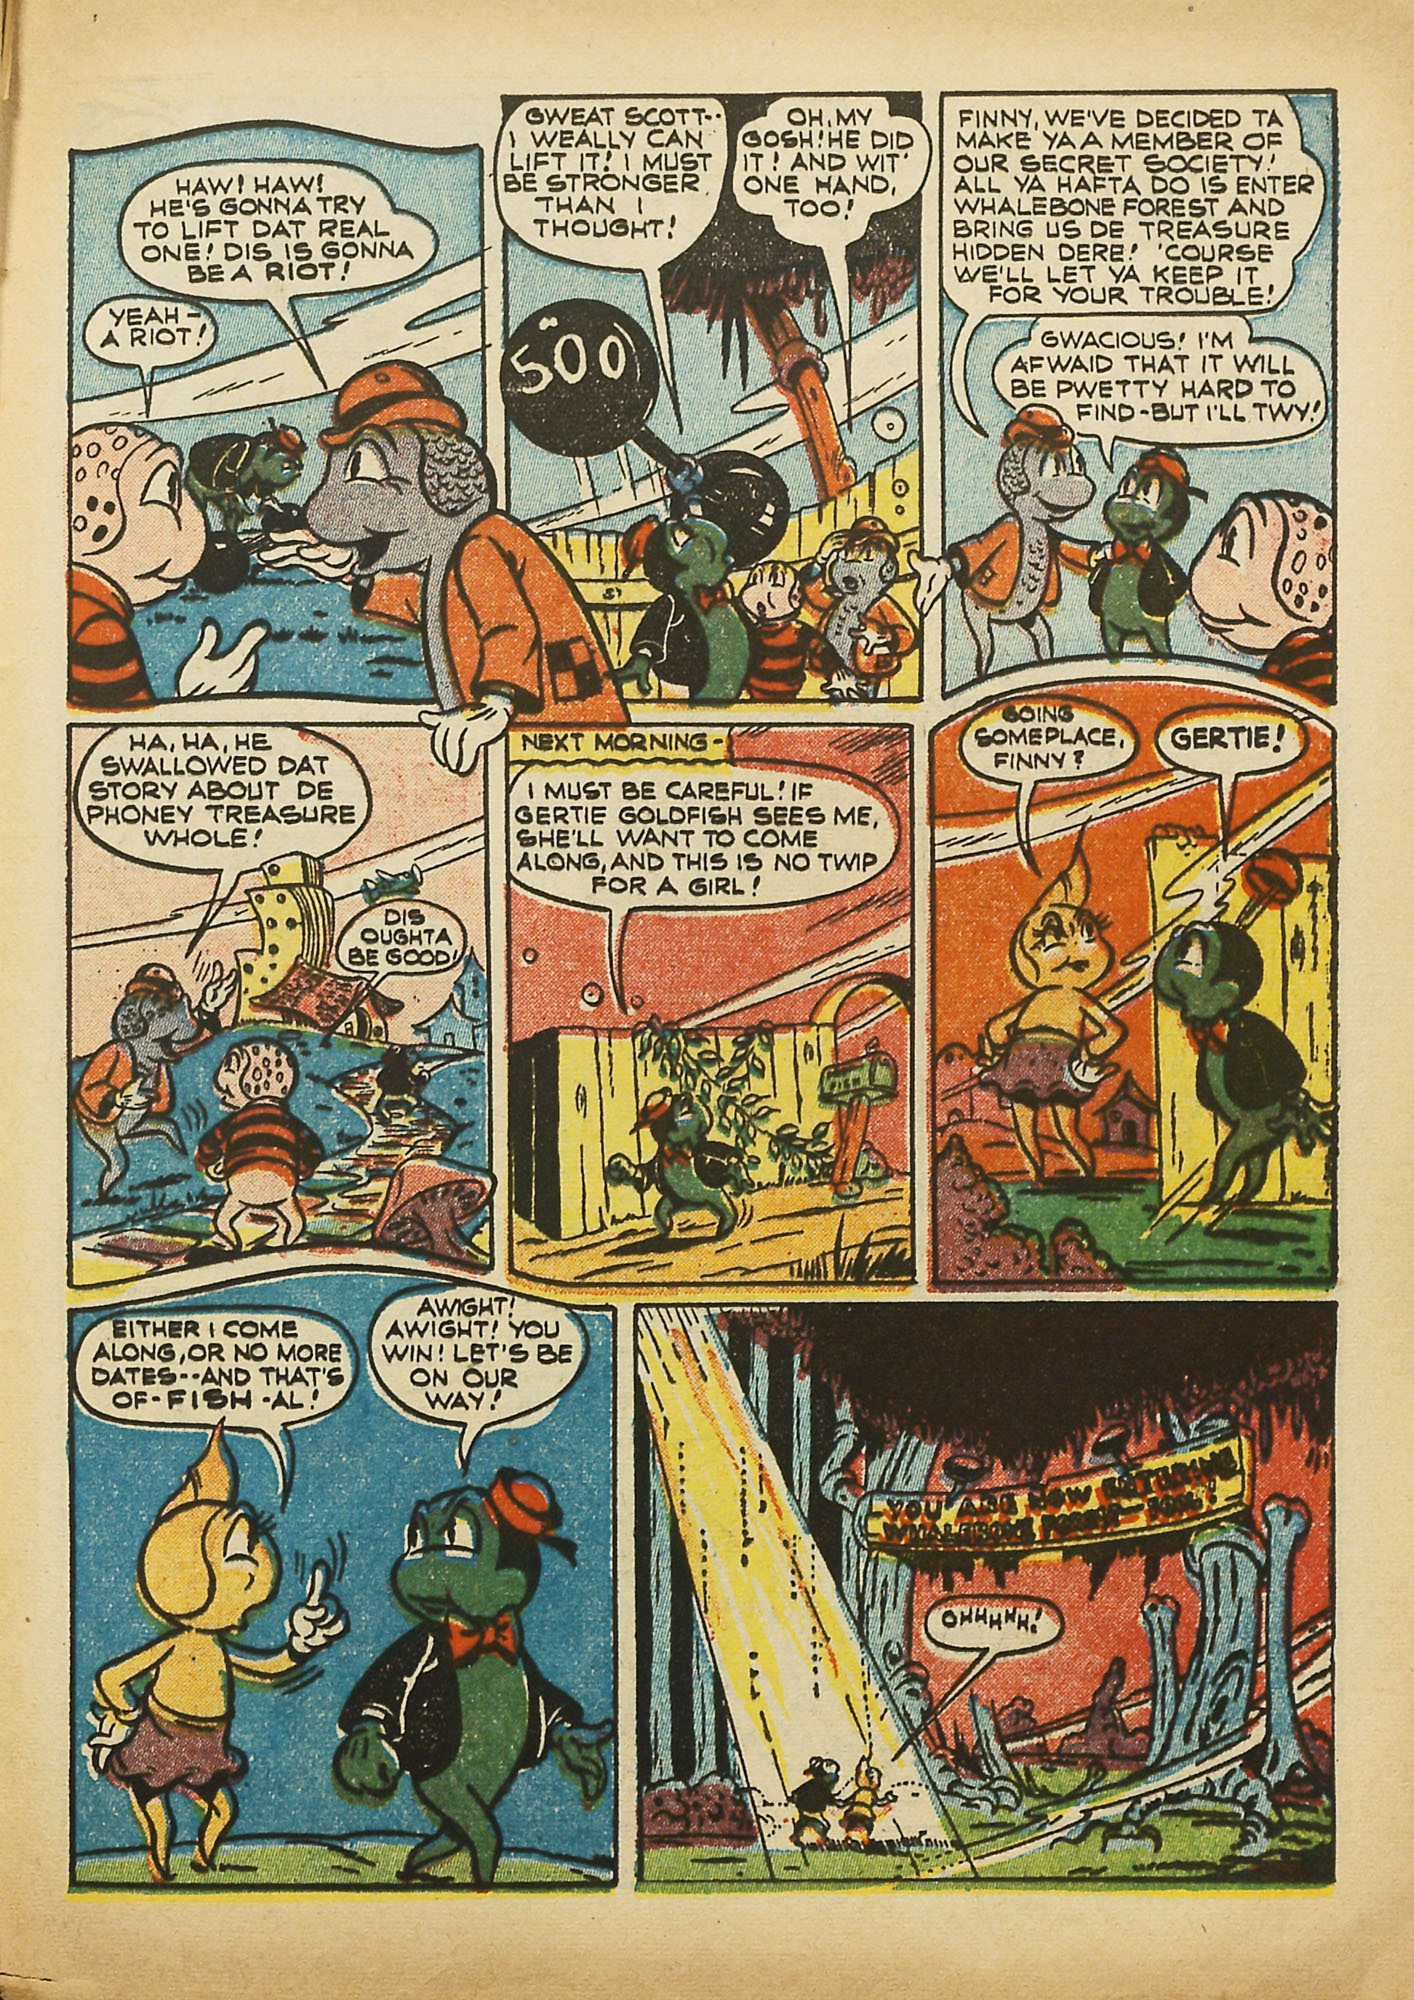 HAW! HAW!
HE'S GONNA TRY
TO LIFT DAT REAL
ONE! DIS IS GONNA
BE A RIOT!
YEAH-
A RIOT!
GWEAT SCOTT--
I WEALLY CAN
LIFT IT! I MUST
BE STRONGER
THAN I
THOUGHT!
OH, MY
GOSH! HE DID
IT! AND WIT'
ONE HAND,
TOO!
500
FINNY, WE'VE DECIDED TA
MAKE YA A MEMBER OF
OUR SECRET SOCIETY!
ALL YA HAFTA DO IS ENTER
WHALEBONE FOREST AND
BRING US DE TREASURE
HIDDEN DERE! 'COURSE
WE'LL LET YA KEEP IT
FOR YOUR TROUBLE!
GWACIOUS! I'M
AFWAID THAT IT WILL
BE PWETTY HARD TO
FIND-BUT I'LL TWY!
HA, HA, HE
SWALLOWED DAT
STORY ABOUT DE
PHONEY TREASURE
WHOLE!
DIS
OUGHTA
BE GOOD!
NEXT MORNING-
I MUST BE CAREFUL! IF
GERTIE GOLDFISH SEES ME,
SHE'LL WANT TO COME
ALONG, AND THIS IS NO TWIP
FOR A GIRL!
GOING
SOMEPLACE,
FINNY?
GERTIE!
EITHER I COME
ALONG, OR NO MORE
DATES--AND THAT'S
OF-FISH-AL!
AWIGHT!
AWIGHT! YOU
WIN! LET'S BE
ON OUR
WAY!
YOU ARE NOW ENTERING
WHALEBONE FOREST-
OHHHHH!